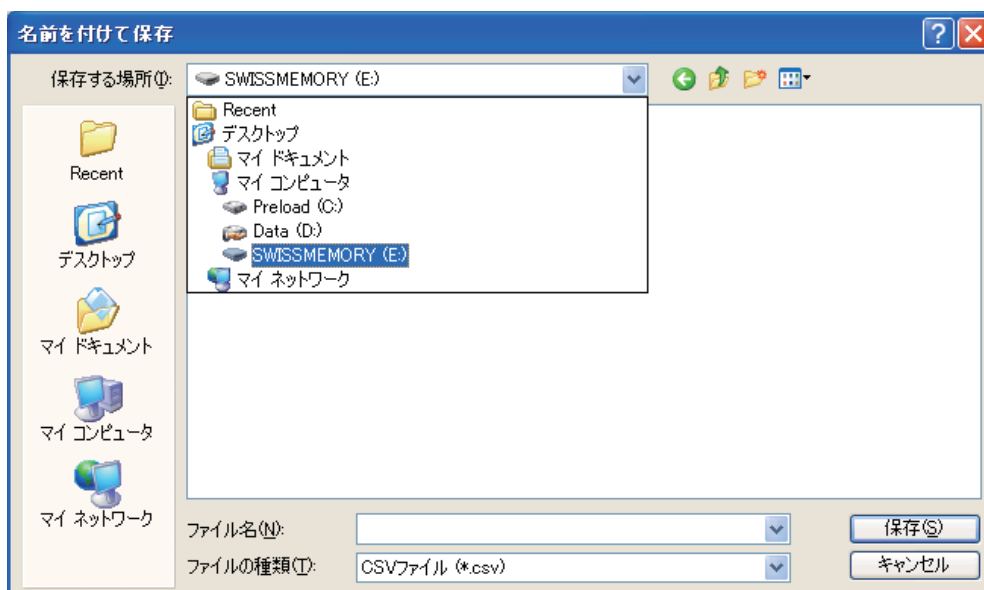 名前を付けて保存
保存する場所(I):
SWISSMEMORY (E:)
Recent
デスクトップ
マイ ドキュメント
マイ コンピュータ
Preload (C:)
Data (D:)
SWISSMEMORY (E:)
マイ ネットワーク
Recent
デスクトップ
マイ ドキュメント
マイ コンピュータ
マイ ネットワーク
ファイル名(N):
保存(S)
ファイルの種類(T):
CSVファイル (*.csv)
キャンセル